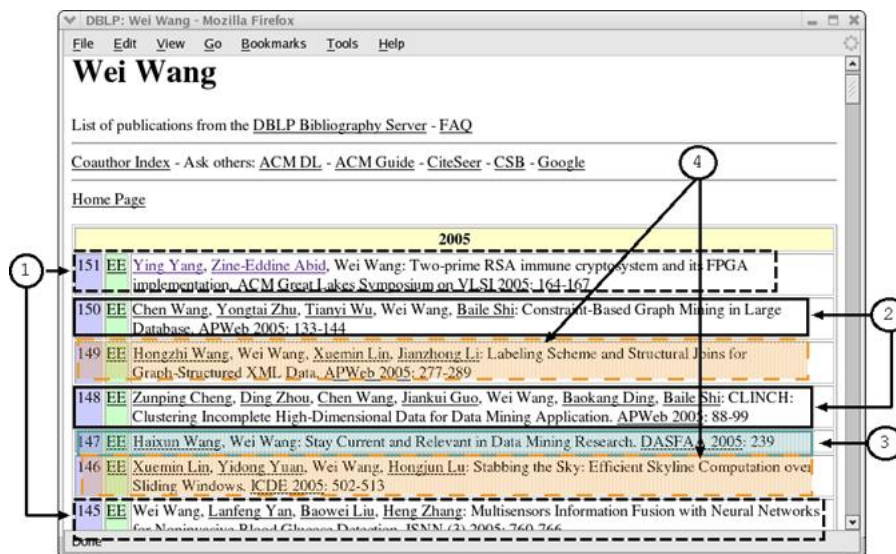 DBLP: Wei Wang - Mozilla Firefox
File Edit View Go Bookmarks Tools Help
Wei Wang
List of publications from the DBLP Bibliography Server - FAQ
Coauthor Index - Ask others: ACM DL - ACM Guide - CiteSeer - CSB - Google
4
Home Page
2005
1
151 EE Ying Yang, Zine-Eddine Abid, Wei Wang: Two-prime RSA immune cryptosystem and its FPGA
implementation. ACM Great Lakes Symposium on VLSI 2005: 164-167
150 EE Chen Wang, Yongtai Zhu, Tianyi Wu, Wei Wang, Baile Shi: Constraint-Based Graph Mining in Large
Database. APWeb 2005: 133-144
2
149 EE Hongzhi Wang, Wei Wang, Xuemin Lin, Jianzhong Li: Labeling Scheme and Structural Joins for
Graph-Structured XML Data. APWeb 2005: 277-289
148 EE Zunping Cheng, Ding Zhou, Chen Wang, Jiankui Guo, Wei Wang, Baokang Ding, Baile Shi: CLINCH:
Clustering Incomplete High-Dimensional Data for Data Mining Application. APWeb 2005: 88-99
147 EE Haixun Wang, Wei Wang: Stay Current and Relevant in Data Mining Research. DASFAA 2005: 239
3
146 EE Xuemin Lin, Yidong Yuan, Wei Wang, Hongjun Lu: Stabbing the Sky: Efficient Skyline Computation over
Sliding Windows. ICDE 2005: 502-513
145 EE Wei Wang, Lanfeng Yan, Baowei Liu, Heng Zhang: Multisensors Information Fusion with Neural Networks
for Noninvasive Blood Glucose Detection. ISNN (3) 2005: 760-766
Done